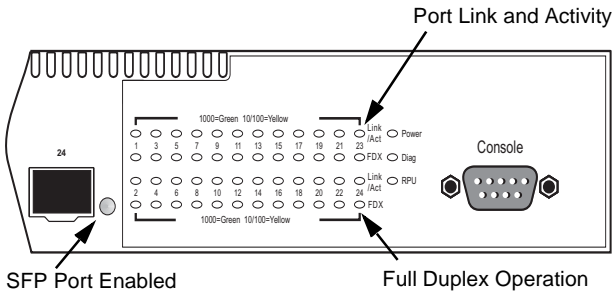 Port Link and Activity
1000=Green 10/100=Yellow
Link
/Act
Power
1 3 5 7 9 11 13 15 17 19 21 23
24
FDX
Diag
Console
Link
/Act
RPU
2 4 6 8 10 12 14 16 18 20 22 24
FDX
1000=Green 10/100=Yellow
SFP Port Enabled
Full Duplex Operation